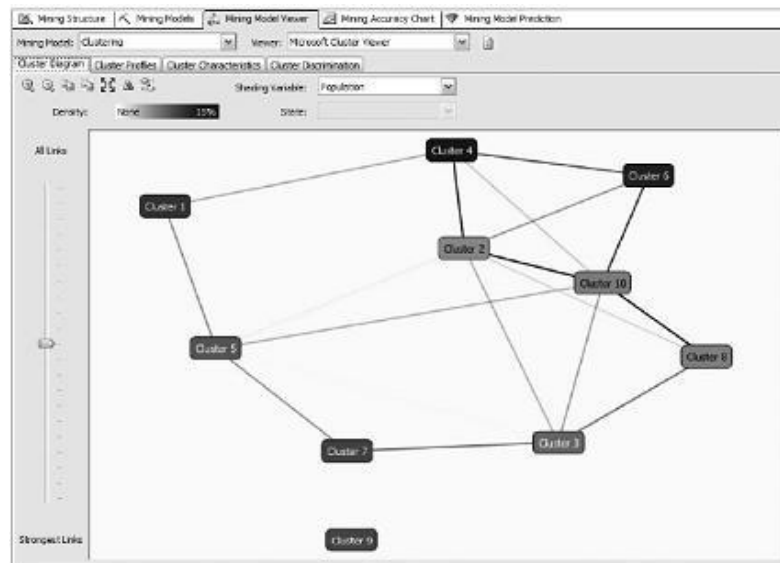 Mining Structure Mining Models Mining Model Viewer Mining Accuracy Chart Mining Model Prediction
Mining Model: Clustering Viewer: Microsoft Cluster Viewer
Cluster Diagram Cluster Profiles Cluster Characteristics Cluster Discrimination
Shading Variable: Population
Density: None 15% State:
All Links
Cluster 4
Cluster 6
Cluster 1
Cluster 2
Cluster 10
Cluster 5
Cluster 8
Cluster 3
Cluster 7
Strongest Links
Cluster 9